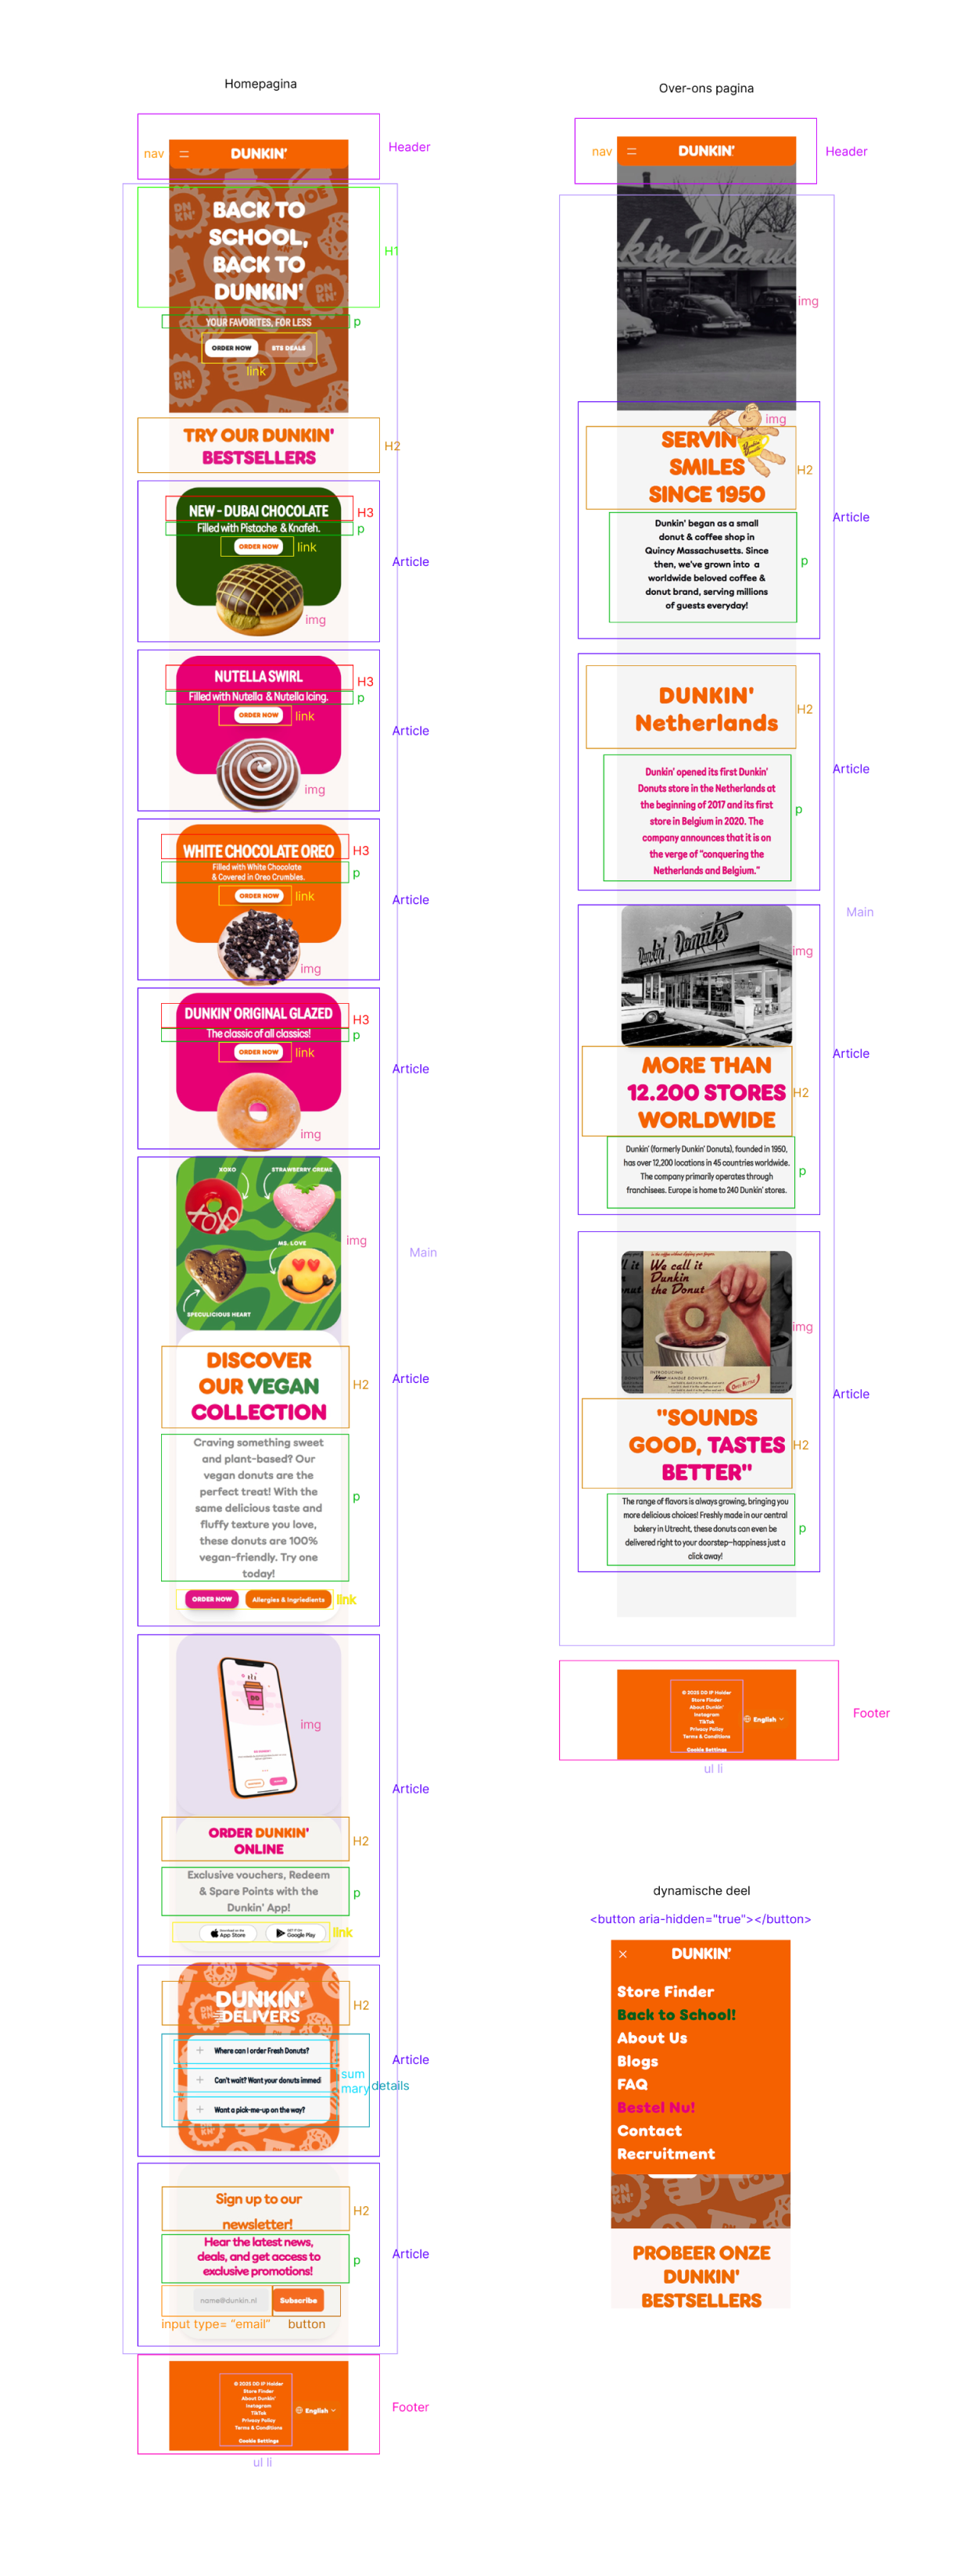 Homepagina
Header
nav
DUNKIN'
BACK TO
SCHOOL,
BACK TO
DUNKIN'
H1
YOUR FAVORITES, FOR LESS
p
ORDER NOW
BTS DEALS
link
TRY OUR DUNKIN'
BESTSELLERS
H2
NEW - DUBAI CHOCOLATE
H3
Filled with Pistache & Knafeh.
p
ORDER NOW
link
Article
img
NUTELLA SWIRL
H3
Filled with Nutella & Nutella Icing.
p
ORDER NOW
link
Article
img
WHITE CHOCOLATE OREO
H3
Filled with White Chocolate
& Covered in Oreo Crumbles.
p
ORDER NOW
link
Article
img
DUNKIN' ORIGINAL GLAZED
H3
The classic of all classics!
p
ORDER NOW
link
Article
img
XOXO
STRAWBERRY CREME
XOXO
MS. LOVE
SPECULICIOUS HEART
img
Main
DISCOVER
OUR VEGAN
COLLECTION
H2
Article
Craving something sweet
and plant-based? Our
vegan donuts are the
perfect treat! With the
same delicious taste and
fluffy texture you love,
these donuts are 100%
vegan-friendly. Try one
today!
p
ORDER NOW
Allergies & Ingriedients
link
img
Article
ORDER DUNKIN'
ONLINE
H2
Exclusive vouchers, Redeem
& Spare Points with the
Dunkin' App!
p
App Store
Google Play
link
DUNKIN'
DELIVERS
H2
Where can I order Fresh Donuts?
Can't wait? Want your donuts immedi
Want a pick-me-up on the way?
sum
mary
details
Article
Sign up to our
newsletter!
H2
Hear the latest news,
deals, and get access to
exclusive promotions!
p
Article
name@dunkin.nl
Subscribe
input type= "email"
button
© 2025 DD IP Holder
Store Finder
About Dunkin'
Instagram
TikTok
Privacy Policy
Terms & Conditions
Cookie Settings
English
Footer
ul li
Over-ons pagina
Header
nav
DUNKIN'
kin Donuts
img
img
SERVIN
SMILES
SINCE 1950
H2
Article
Dunkin' began as a small
donut & coffee shop in
Quincy Massachusetts. Since
then, we've grown into a
worldwide beloved coffee &
donut brand, serving millions
of guests everyday!
p
DUNKIN'
Netherlands
H2
Article
Dunkin' opened its first Dunkin'
Donuts store in the Netherlands at
the beginning of 2017 and its first
store in Belgium in 2020. The
company announces that it is on
the verge of "conquering the
Netherlands and Belgium."
p
Main
Dunkin' Donuts
img
Article
MORE THAN
12.200 STORES
WORLDWIDE
H2
Dunkin' (formerly Dunkin' Donuts), founded in 1950,
has over 12,200 locations in 45 countries worldwide.
The company primarily operates through
franchisees. Europe is home to 240 Dunkin' stores.
p
We call it
Dunkin
the Donut
img
Article
"SOUNDS
GOOD, TASTES
BETTER"
H2
The range of flavors is always growing, bringing you
more delicious choices! Freshly made in our central
bakery in Utrecht, these donuts can even be
delivered right to your doorstep—happiness just a
click away!
p
© 2025 DD IP Holder
Store Finder
About Dunkin'
Instagram
TikTok
Privacy Policy
Terms & Conditions
Cookie Settings
English
Footer
ul li
dynamische deel
<button aria-hidden="true"></button>
DUNKIN'
Store Finder
Back to School!
About Us
Blogs
FAQ
Bestel Nu!
Contact
Recruitment
PROBEER ONZE
DUNKIN'
BESTSELLERS